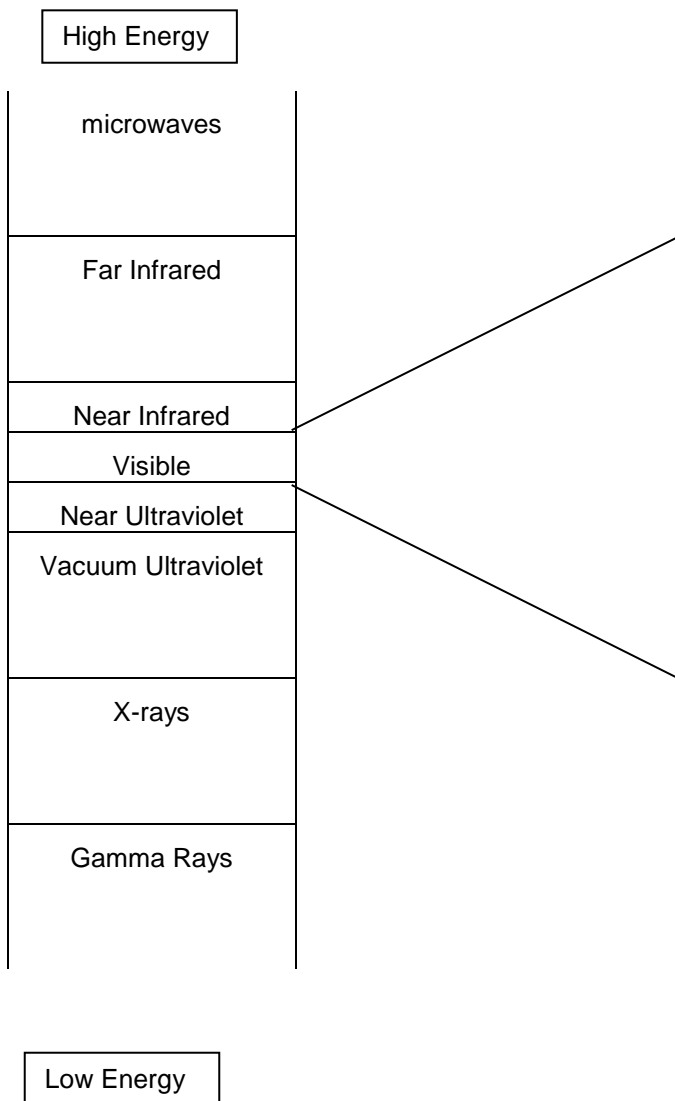 High Energy
microwaves
Far Infrared
Near Infrared
Visible
Near Ultraviolet
Vacuum Ultraviolet
X-rays
Gamma Rays
Low Energy